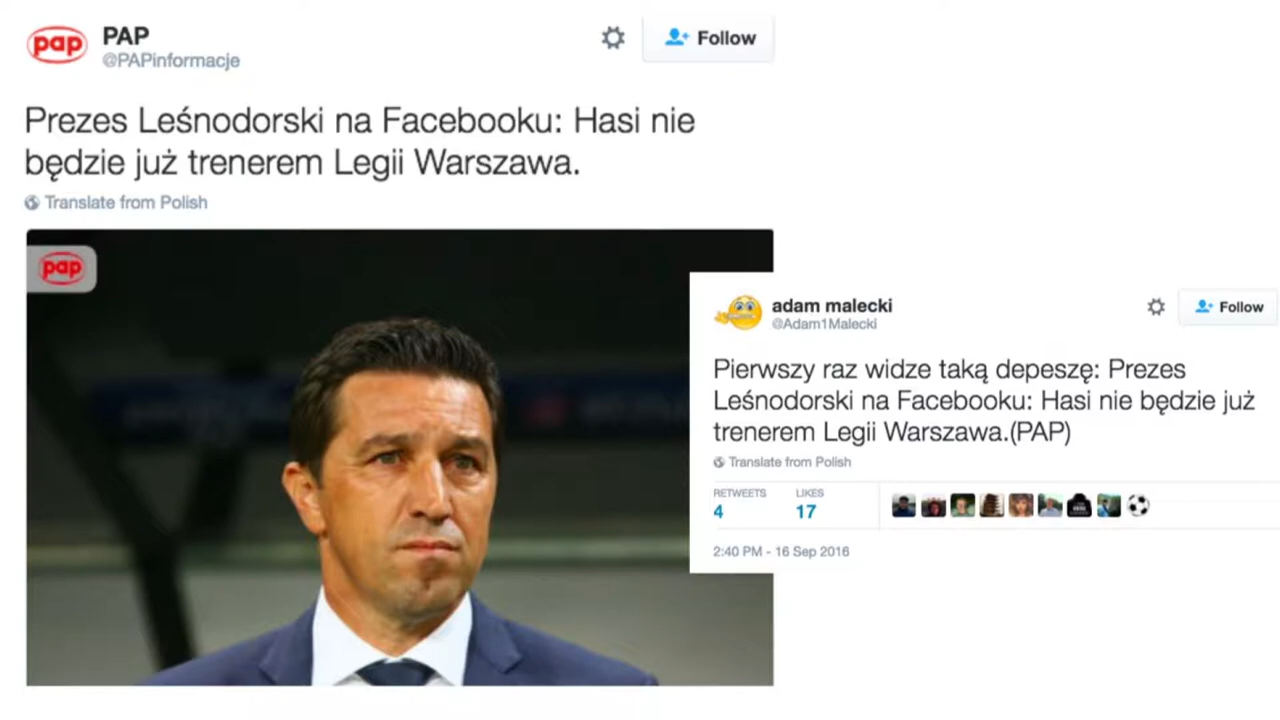 pap
PAP
@PAPinformacje
Follow
Prezes Leśnodorski na Facebooku: Hasi nie
będzie już trenerem Legii Warszawa.
Translate from Polish
pap
adam malecki
@Adam1Malecki
Follow
Pierwszy raz widze taką depeszę: Prezes
Leśnodorski na Facebooku: Hasi nie będzie już
trenerem Legii Warszawa.(PAP)
Translate from Polish
RETWEETS LIKES
4 17
2:40 PM - 16 Sep 2016